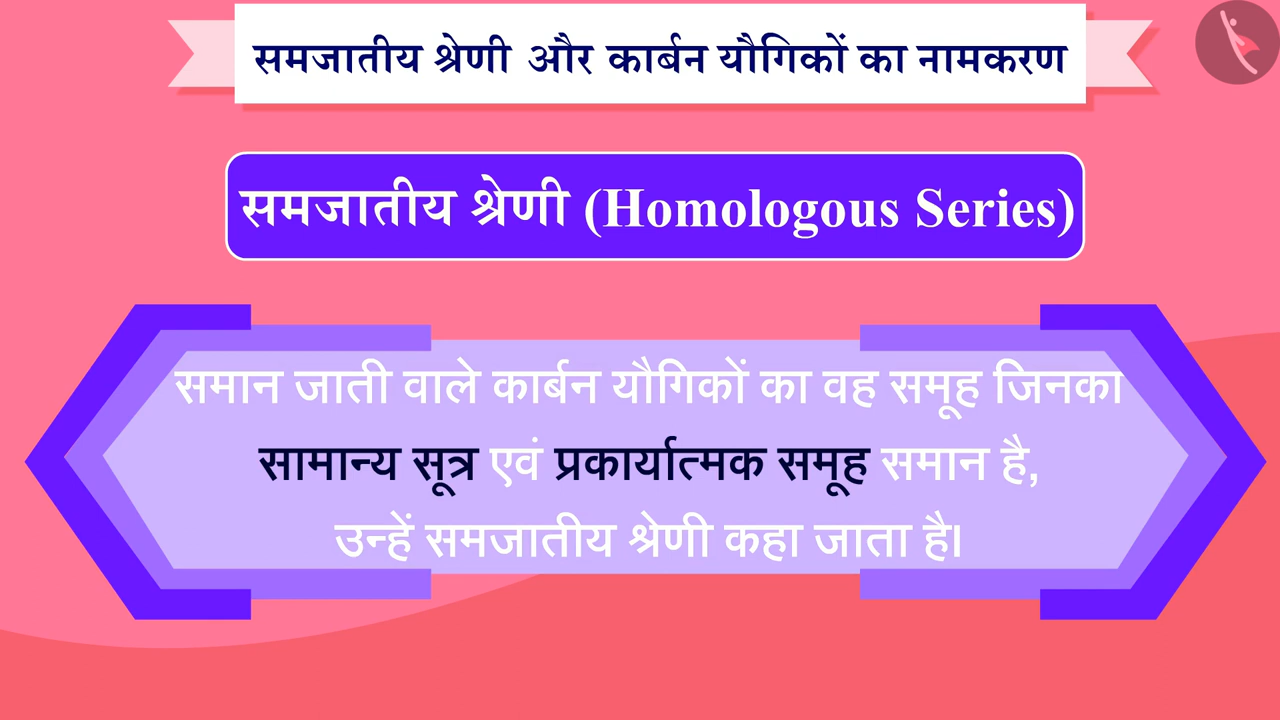 समजातीय श्रेणी और कार्बन यौगिकों का नामकरण
समजातीय श्रेणी (Homologous Series)
समान जाती वाले कार्बन यौगिकों का वह समूह जिनका
सामान्य सूत्र एवं प्रकार्यात्मक समूह समान है,
उन्हें समजातीय श्रेणी कहा जाता है।